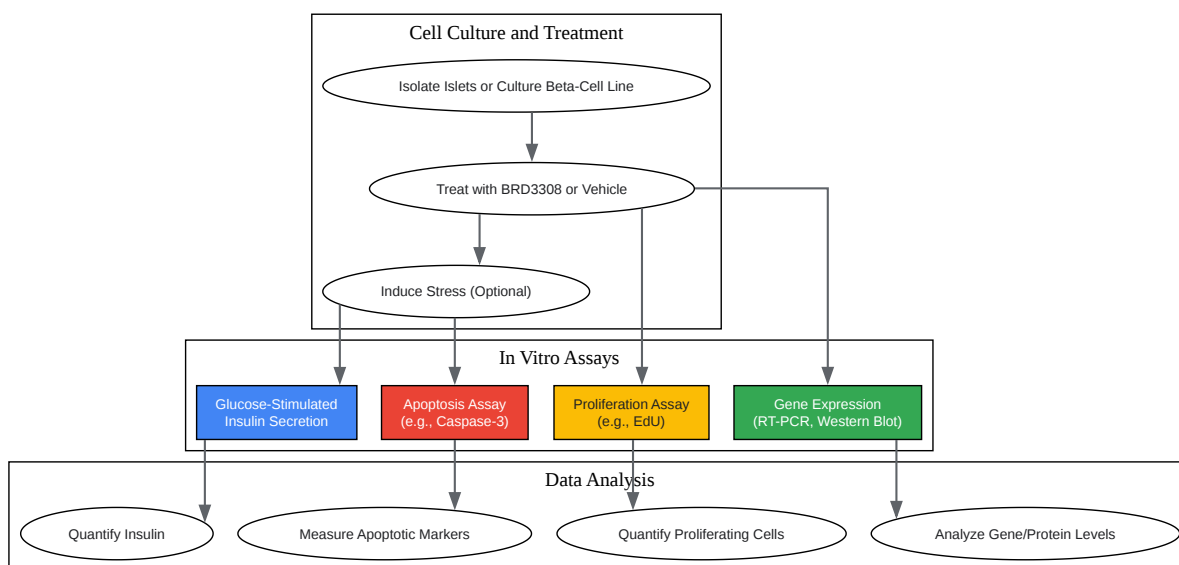 Cell Culture and Treatment
Isolate Islets or Culture Beta-Cell Line
Treat with BRD3308 or Vehicle
Induce Stress (Optional)
In Vitro Assays
Glucose-Stimulated
Insulin Secretion
Apoptosis Assay
(e.g., Caspase-3)
Proliferation Assay
(e.g., EdU)
Gene Expression
(RT-PCR, Western Blot)
Data Analysis
Quantify Insulin
Measure Apoptotic Markers
Quantify Proliferating Cells
Analyze Gene/Protein Levels